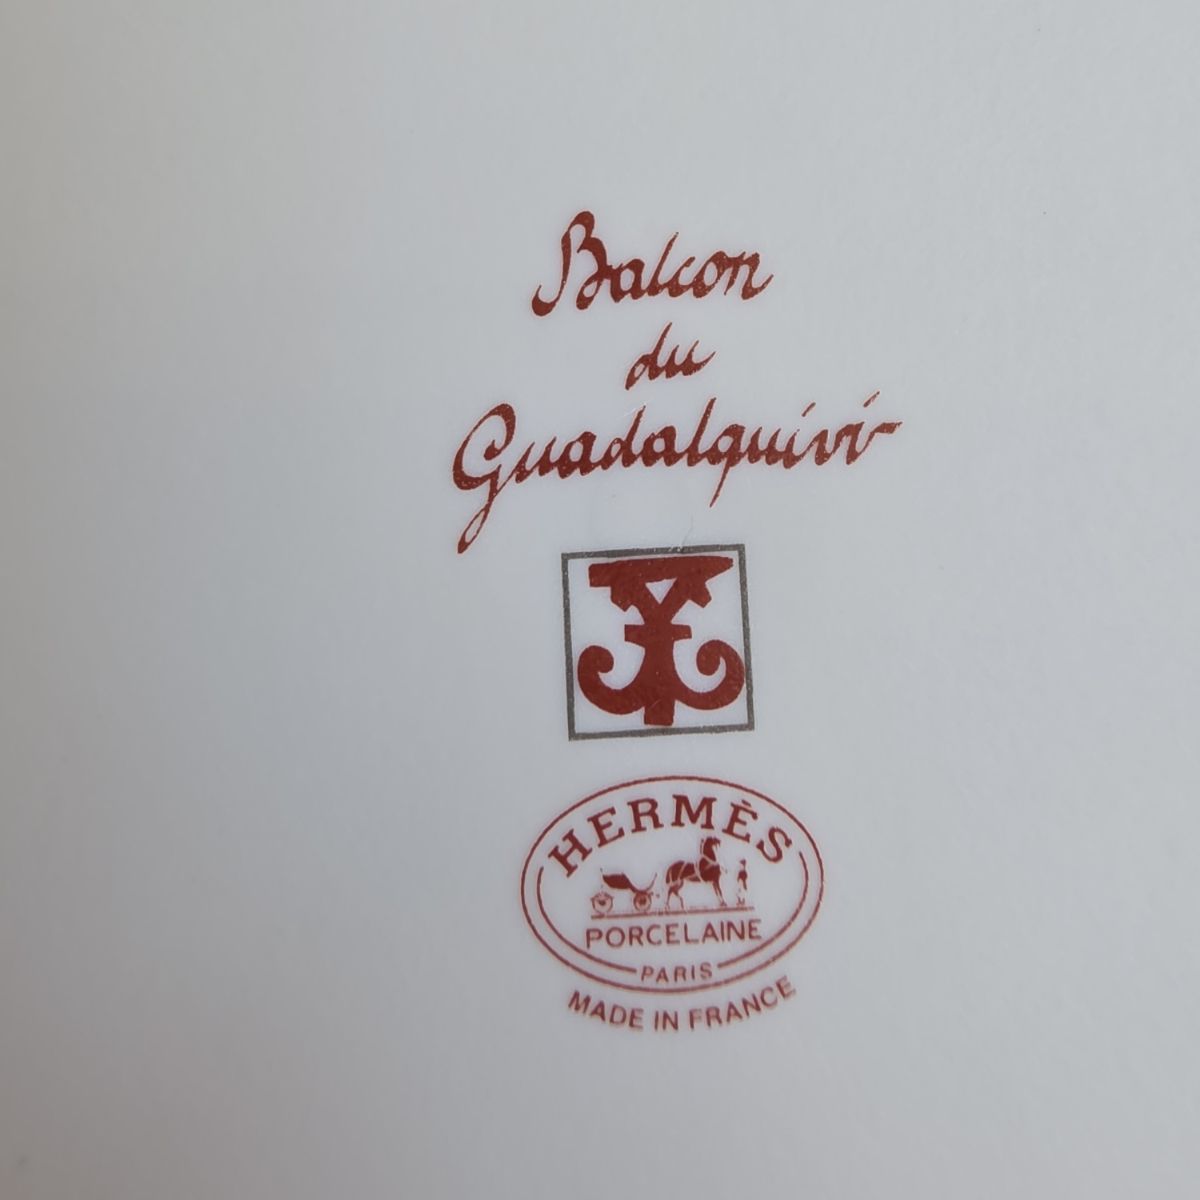 Balcon
du
Guadalquivir
HERMÈS
PORCELAINE
PARIS
MADE IN FRANCE